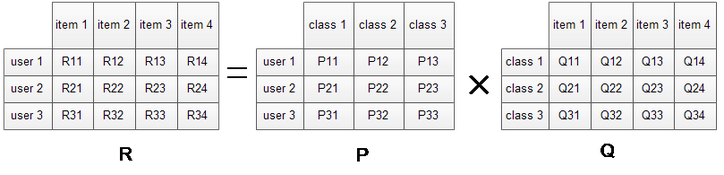 item 1 item 2 item 3 item 4
user 1 R11 R12 R13 R14
user 2 R21 R22 R23 R24
user 3 R31 R32 R33 R34
R
=
class 1 class 2 class 3
user 1 P11 P12 P13
user 2 P21 P22 P23
user 3 P31 P32 P33
P
×
item 1 item 2 item 3 item 4
class 1 Q11 Q12 Q13 Q14
class 2 Q21 Q22 Q23 Q24
class 3 Q31 Q32 Q33 Q34
Q